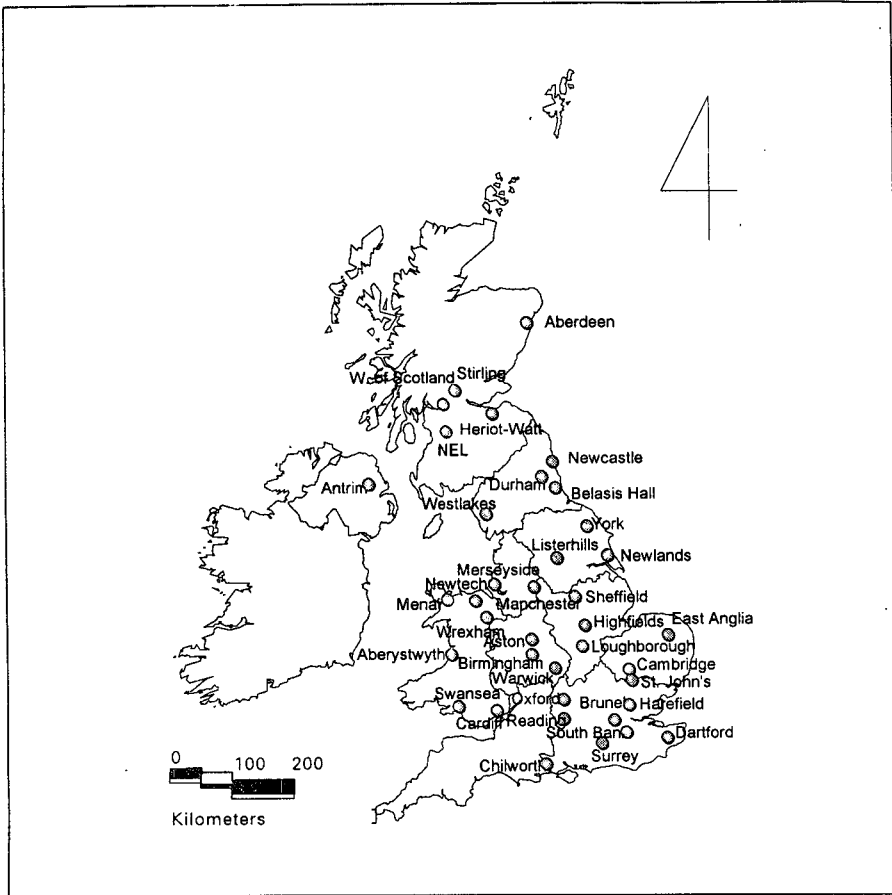 Aberdeen
W. of Scotland
Stirling
Heriot-Watt
NEL
Newcastle
Durham
Belasis Hall
Antrim
Westlakes
York
Listerhills
Newlands
Merseyside
Newtech
Menai
Manchester
Sheffield
Highfields
East Anglia
Wrexham
Aston
Loughborough
Aberystwyth
Birmingham
Cambridge
Warwick
St. John's
Swansea
Oxford
Brunel
Harefield
Cardiff
Reading
South Bank
Dartford
Surrey
Chilworth
0 100 200
Kilometers